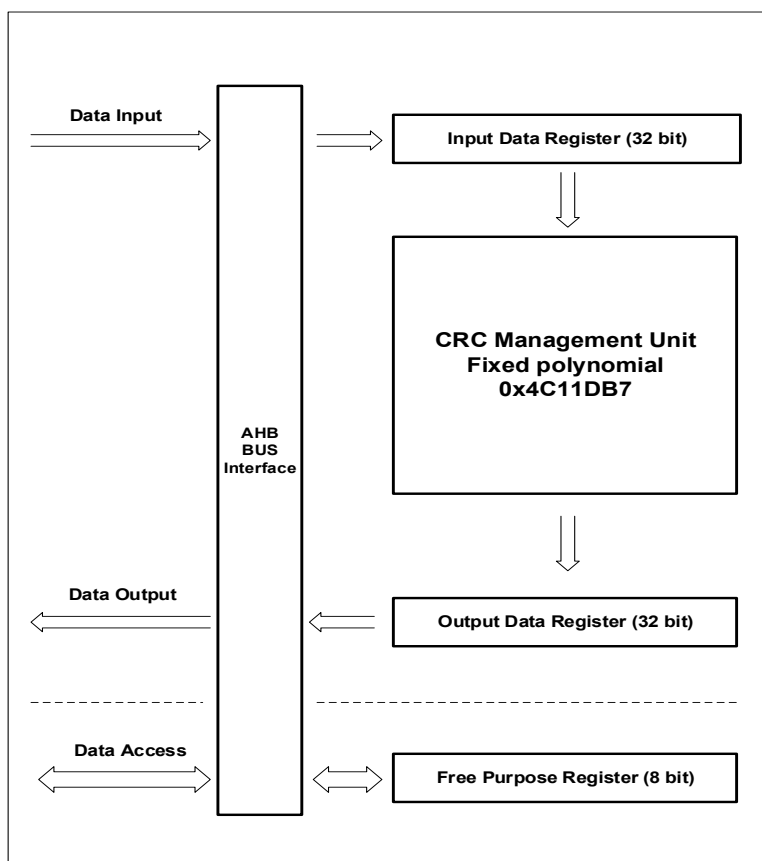 Data Input
Input Data Register (32 bit)
CRC Management Unit
Fixed polynomial
0x4C11DB7
AHB
BUS
Interface
Data Output
Output Data Register (32 bit)
Data Access
Free Purpose Register (8 bit)